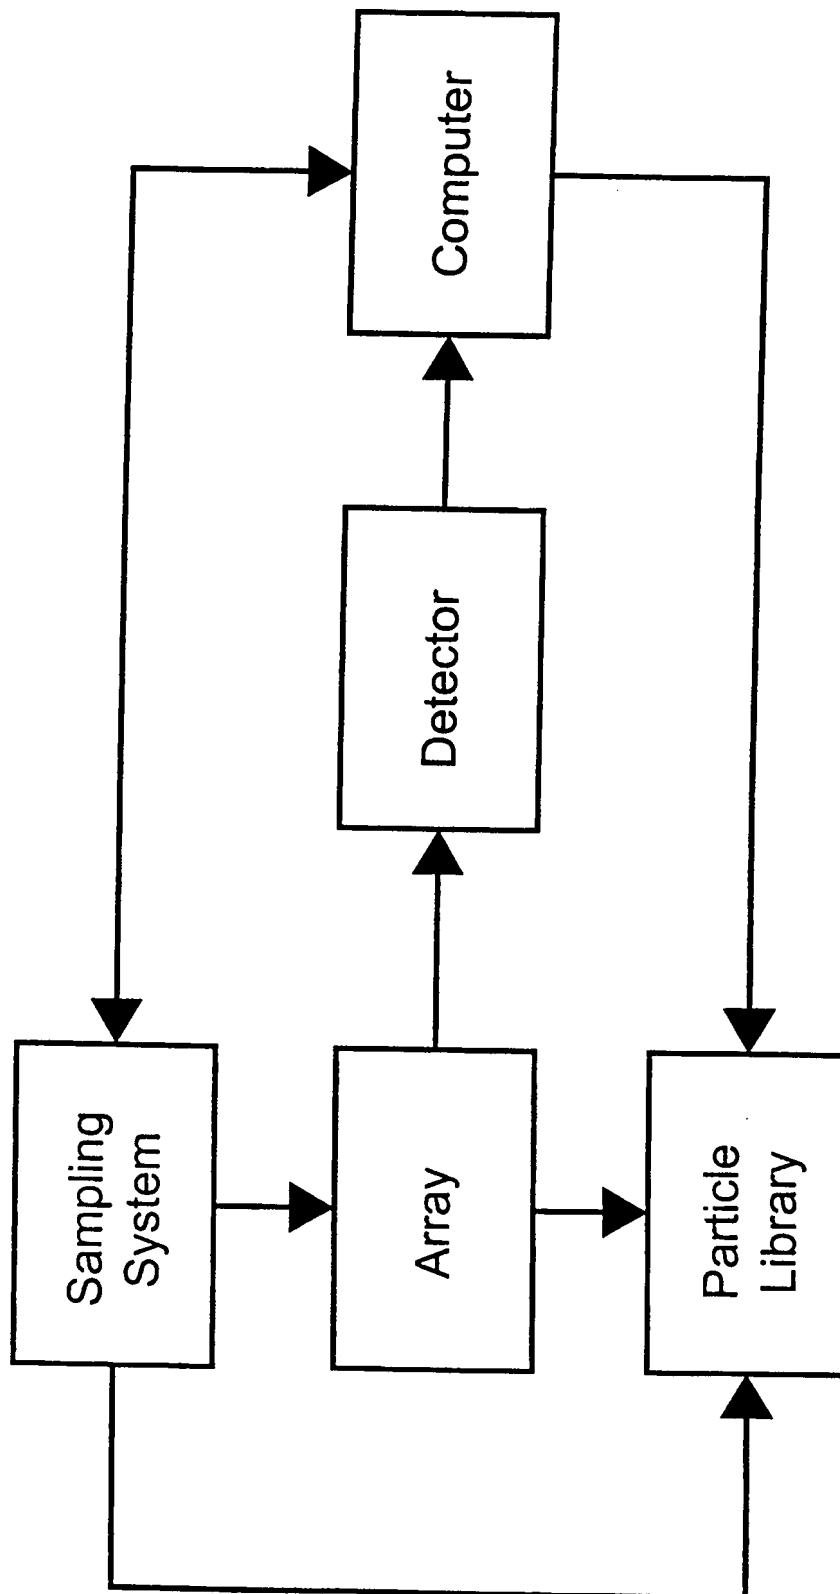 Sampling
System
Array
Particle
Library
Detector
Computer